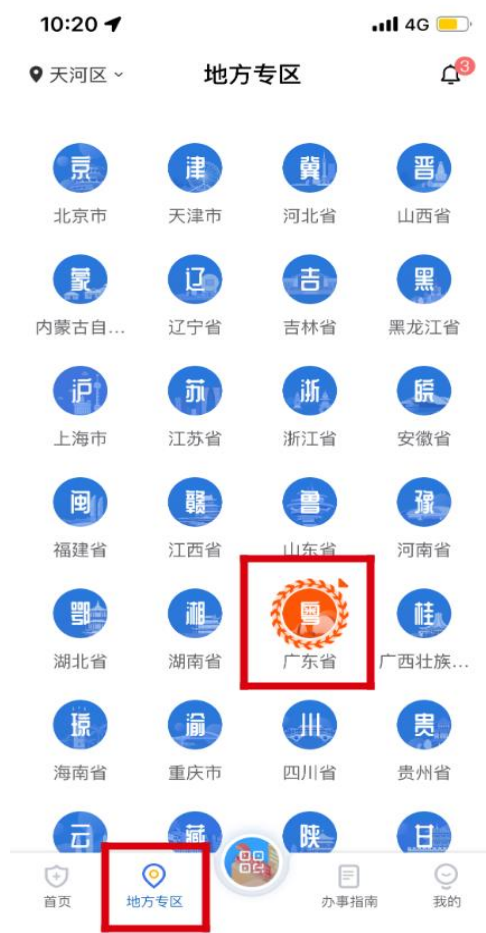 10:20 4G
天河区 地方专区 3
京 津 冀 晋
北京市 天津市 河北省 山西省
蒙 辽 吉 黑
内蒙古自... 辽宁省 吉林省 黑龙江省
沪 苏 浙 皖
上海市 江苏省 浙江省 安徽省
闽 赣 鲁 豫
福建省 江西省 山东省 河南省
鄂 湘 粤 桂
湖北省 湖南省 广东省 广西壮族...
琼 渝 川 贵
海南省 重庆市 四川省 贵州省
云 藏 陕 甘
首页 地方专区 办事指南 我的